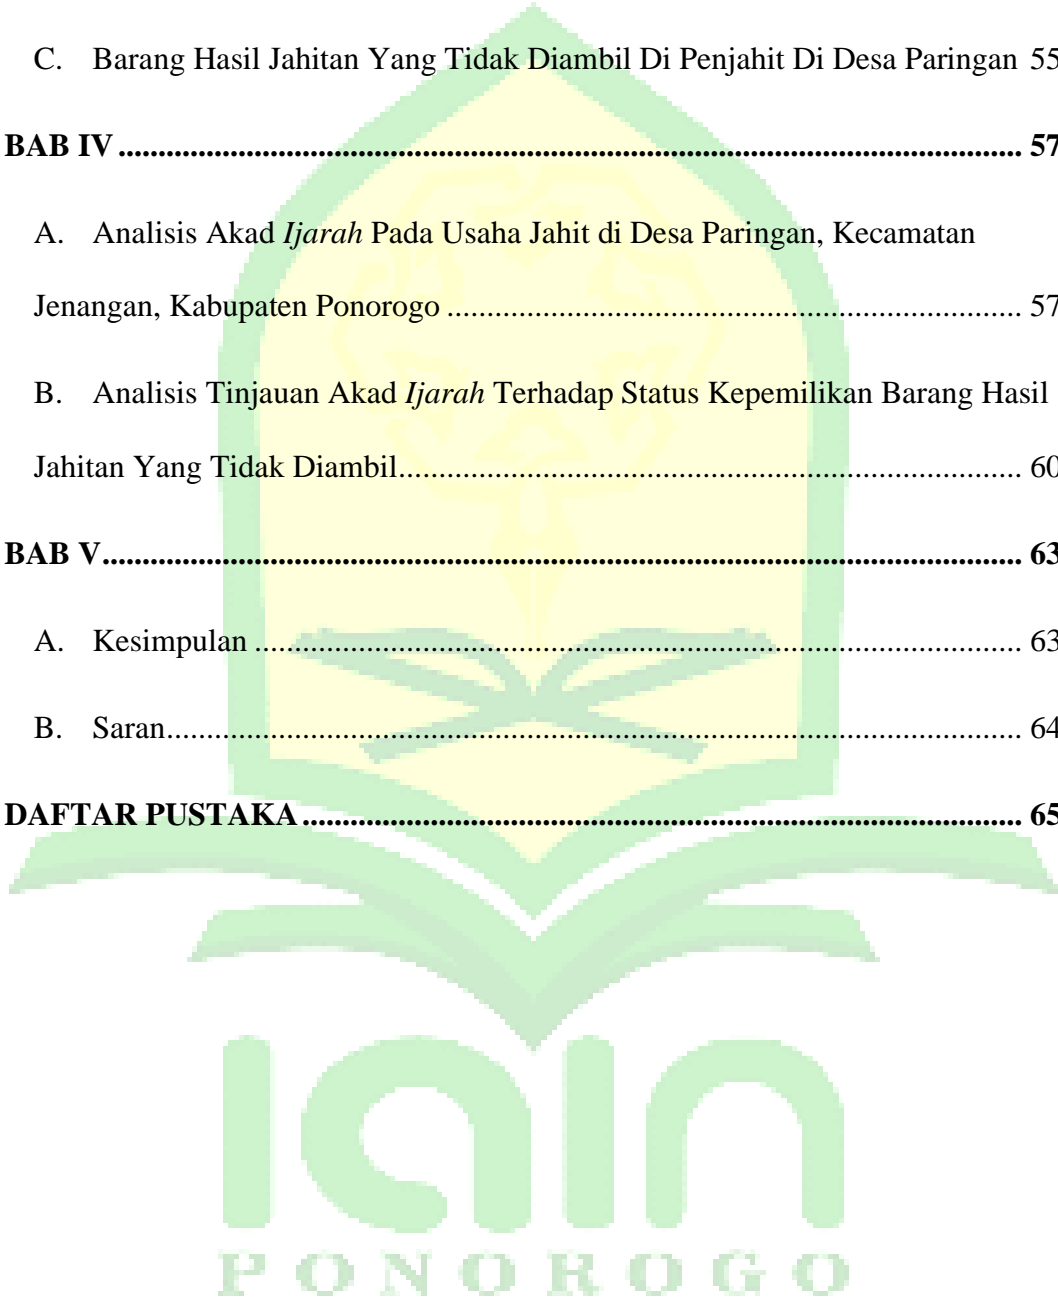 C. Barang Hasil Jahitan Yang Tidak Diambil Di Penjahit Di Desa Paringan 55
BAB IV ........................................................................................................... 57
A. Analisis Akad Ijarah Pada Usaha Jahit di Desa Paringan, Kecamatan
Jenangan, Kabupaten Ponorogo ....................................................................... 57
B. Analisis Tinjauan Akad Ijarah Terhadap Status Kepemilikan Barang Hasil
Jahitan Yang Tidak Diambil............................................................................. 60
BAB V............................................................................................................ 63
A. Kesimpulan ............................................................................................... 63
B. Saran.......................................................................................................... 64
DAFTAR PUSTAKA ........................................................................................ 65
iain
PONOROGO